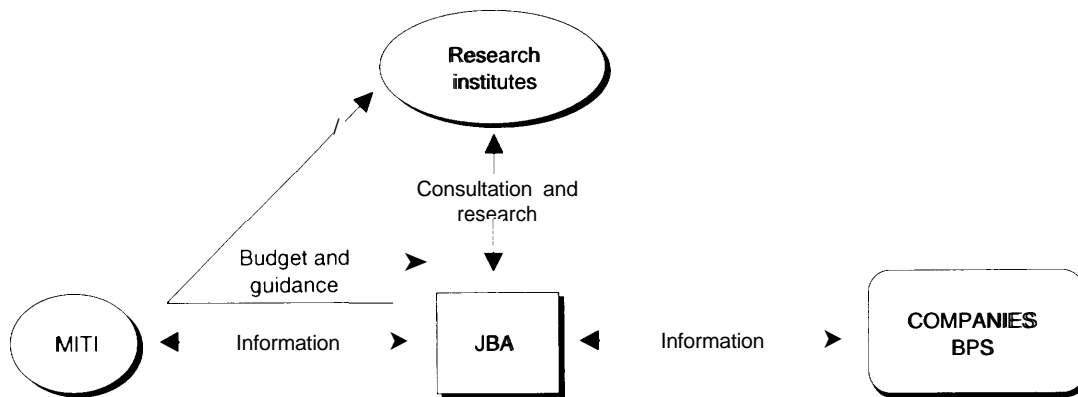 Research
institutes
Consultation and
research
Budget and
guidance
MITI
Information
JBA
Information
COMPANIES
BPS